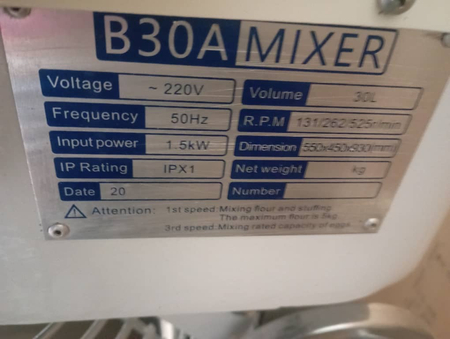 B30A MIXER
Voltage ~ 220V
Volume 30L
Frequency 50Hz
R.P.M 131/262/525r/min
Input power 1.5kW
Dimension 550x450x930(mm)
IP Rating IPX1
Net weight kg
Date 20
Number
Attention: 1st speed:Mixing flour and stuffing.
The maximum flour is 5kg.
3rd speed:Mixing rated capacity of eggs.